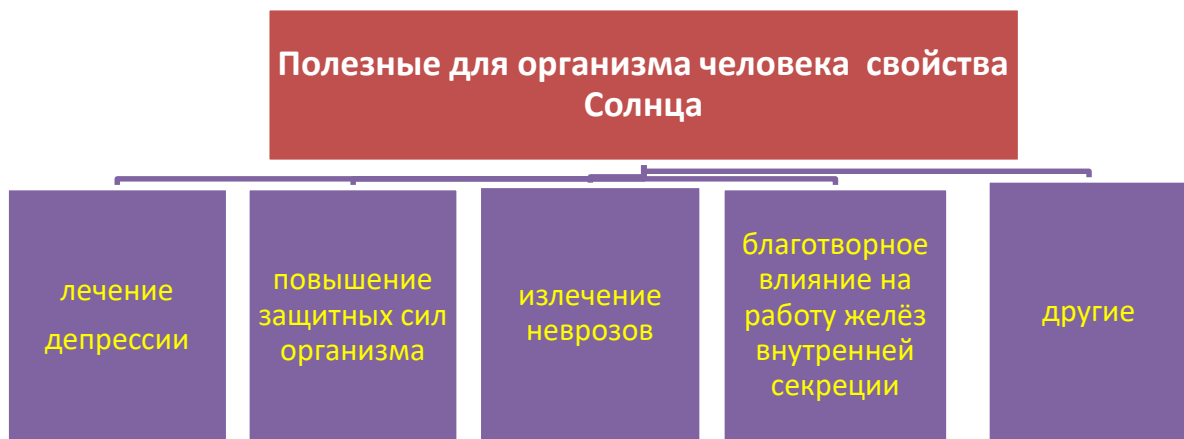 Полезные для организма человека свойства
Солнца
лечение
депрессии
повышение
защитных сил
организма
излечение
неврозов
благотворное
влияние на
работу желёз
внутренней
секреции
другие